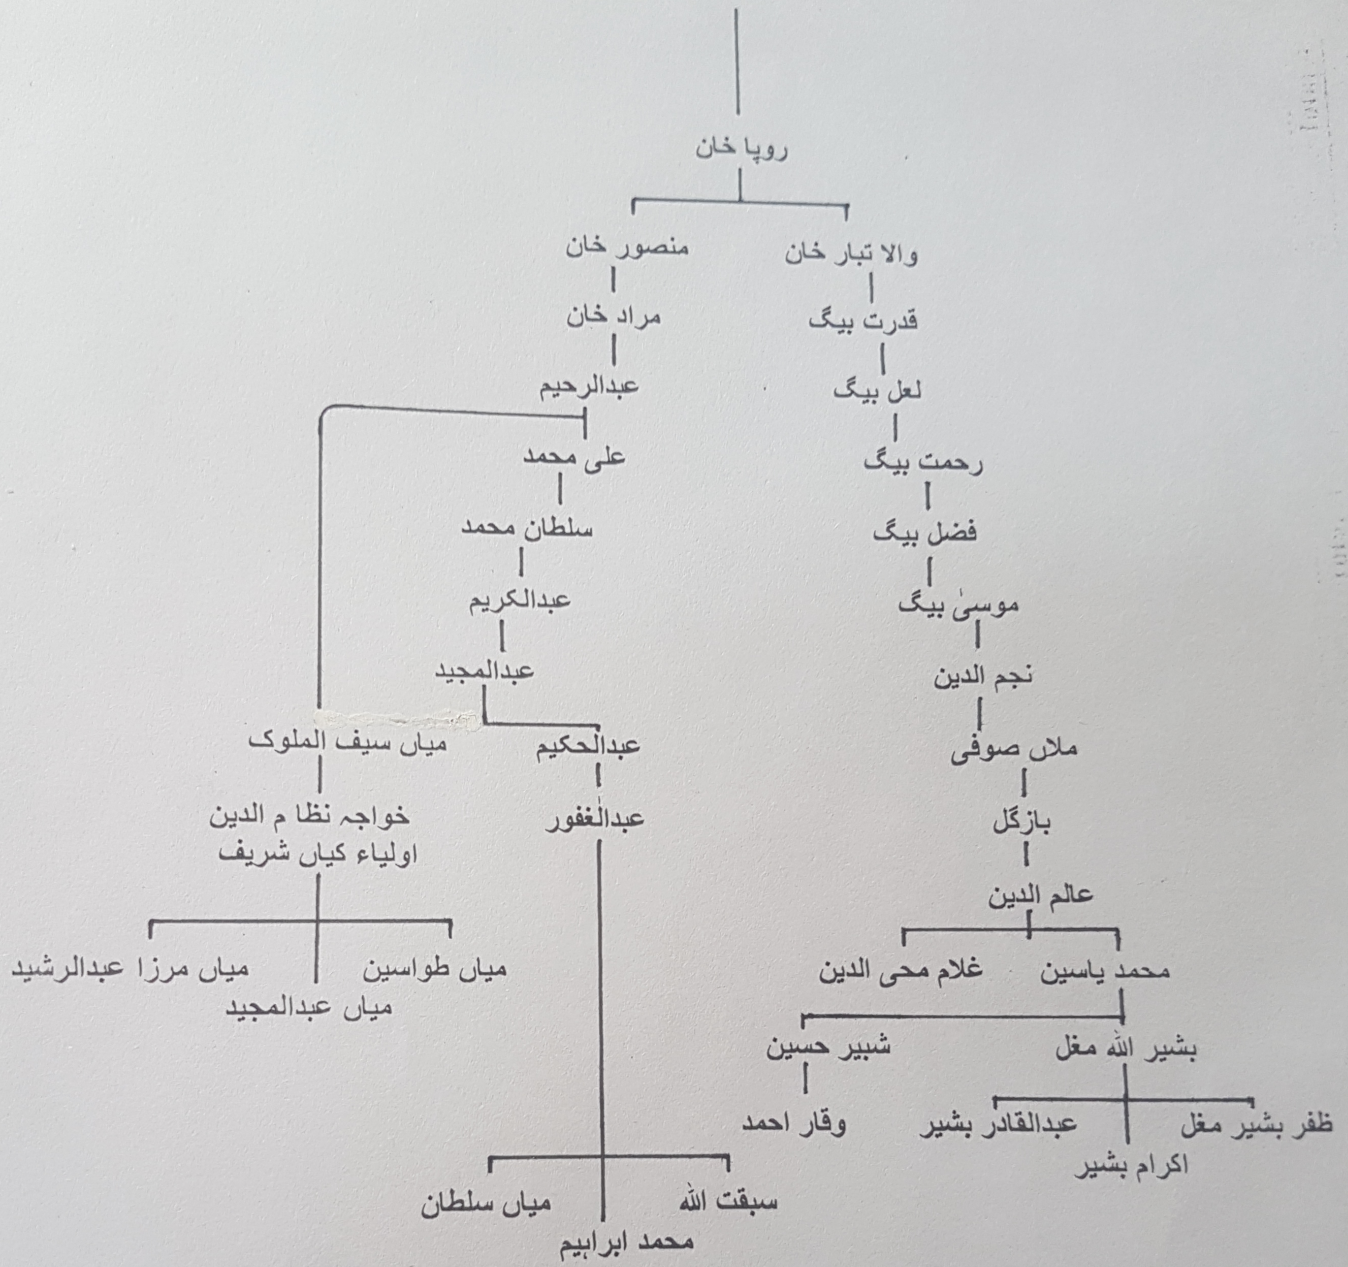 روپا خان
والا تبار خان
منصور خان
قدرت بیگ
مراد خان
لعل بیگ
عبدالرحیم
رحمت بیگ
علی محمد
فضل بیگ
سلطان محمد
موسیٰ بیگ
عبدالکریم
نجم الدین
عبدالمجید
ملاں صوفی
عبدالحکیم
میاں سیف الملوک
بازگل
عبدالغفور
خواجہ نظا م الدین
اولیاء کیاں شریف
عالم الدین
محمد یاسین
غلام محی الدین
میاں طواسین
میاں مرزا عبدالرشید
میاں عبدالمجید
بشیر اللہ مغل
شبیر حسین
ظفر بشیر مغل
عبدالقادر بشیر
وقار احمد
اکرام بشیر
سبقت اللہ
میاں سلطان
محمد ابراہیم